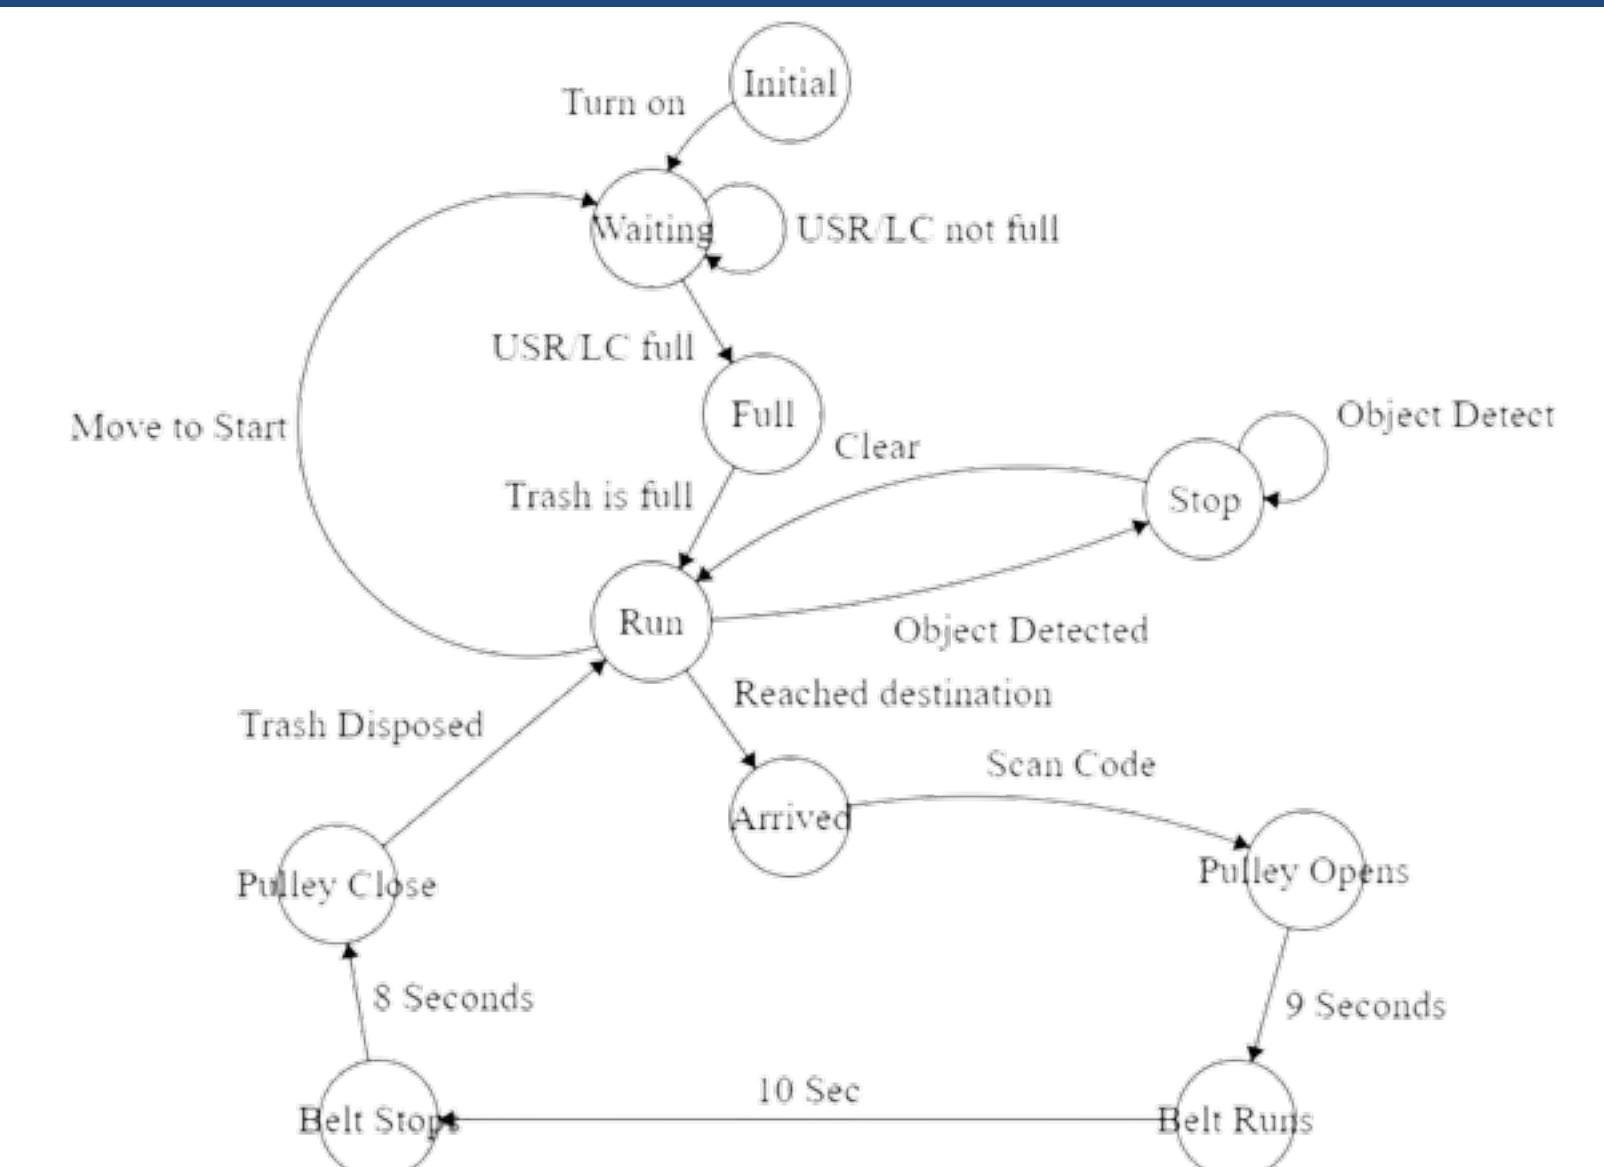 Initial
Turn on
Waiting
USR/LC not full
USR/LC full
Full
Clear
Object Detect
Stop
Move to Start
Trash is full
Run
Object Detected
Reached destination
Trash Disposed
Scan Code
Arrived
Pulley Opens
Pulley Close
8 Seconds
9 Seconds
10 Sec
Belt Stops
Belt Runs